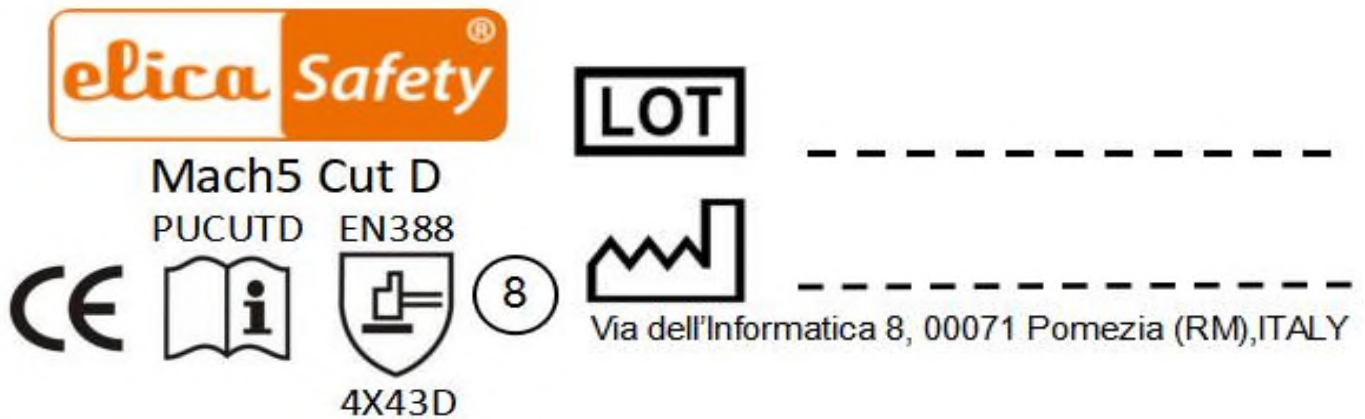 elica Safety®
Mach5 Cut D
PUCUTD EN388
CE i 8
4X43D
LOT
Via dell'Informatica 8, 00071 Pomezia (RM),ITALY